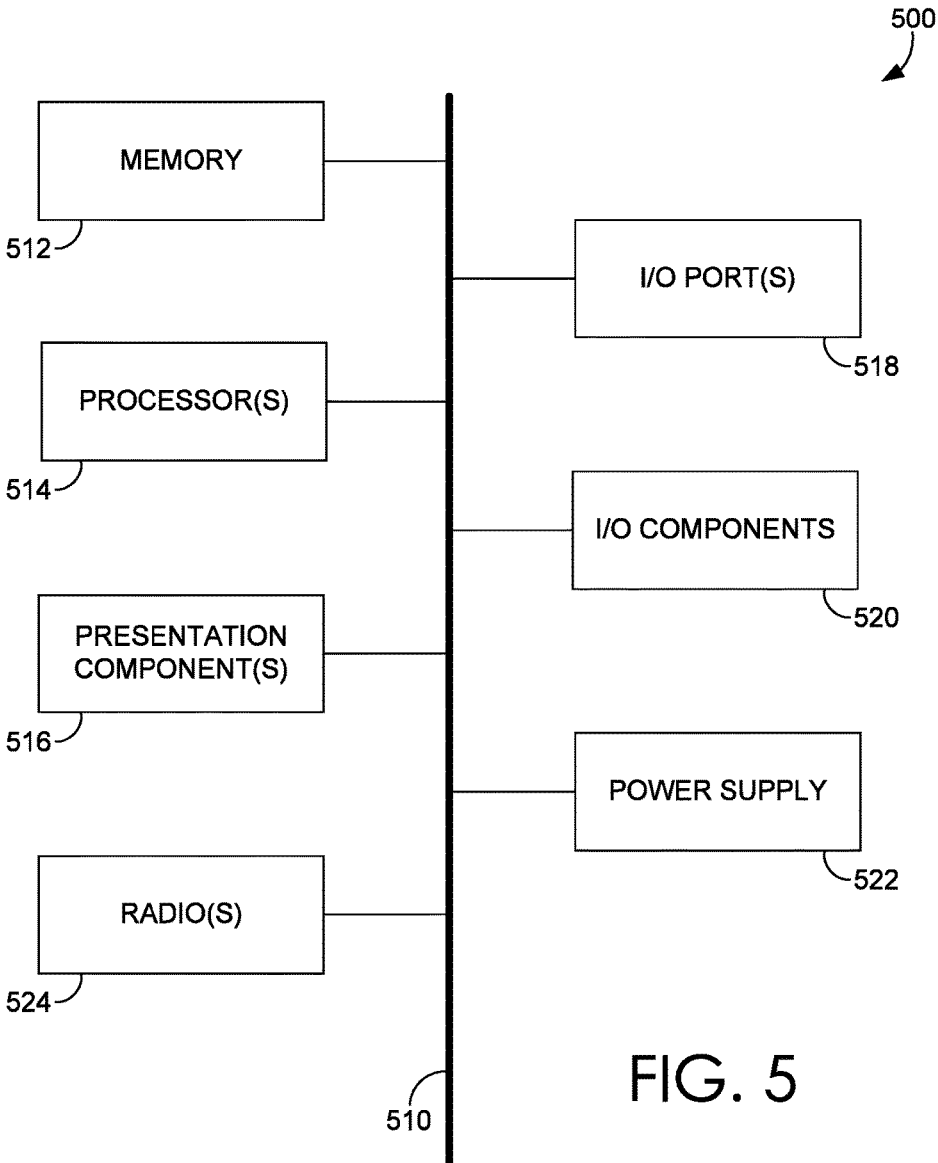 500
MEMORY
512
I/O PORT(S)
518
PROCESSOR(S)
514
I/O COMPONENTS
520
PRESENTATION
COMPONENT(S)
516
POWER SUPPLY
522
RADIO(S)
524
510
FIG. 5